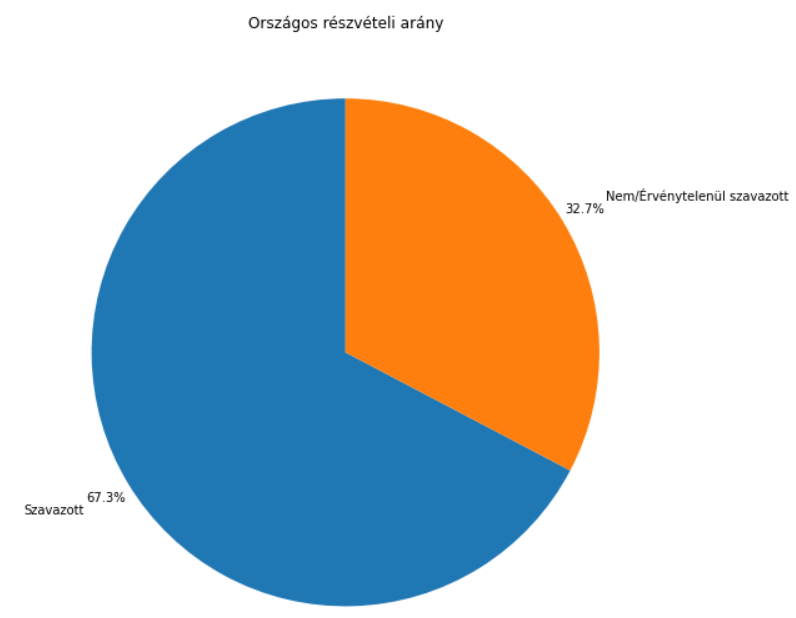 Országos részvételi arány
Nem/Érvénytelenül szavazott
32.7%
67.3%
Szavazott